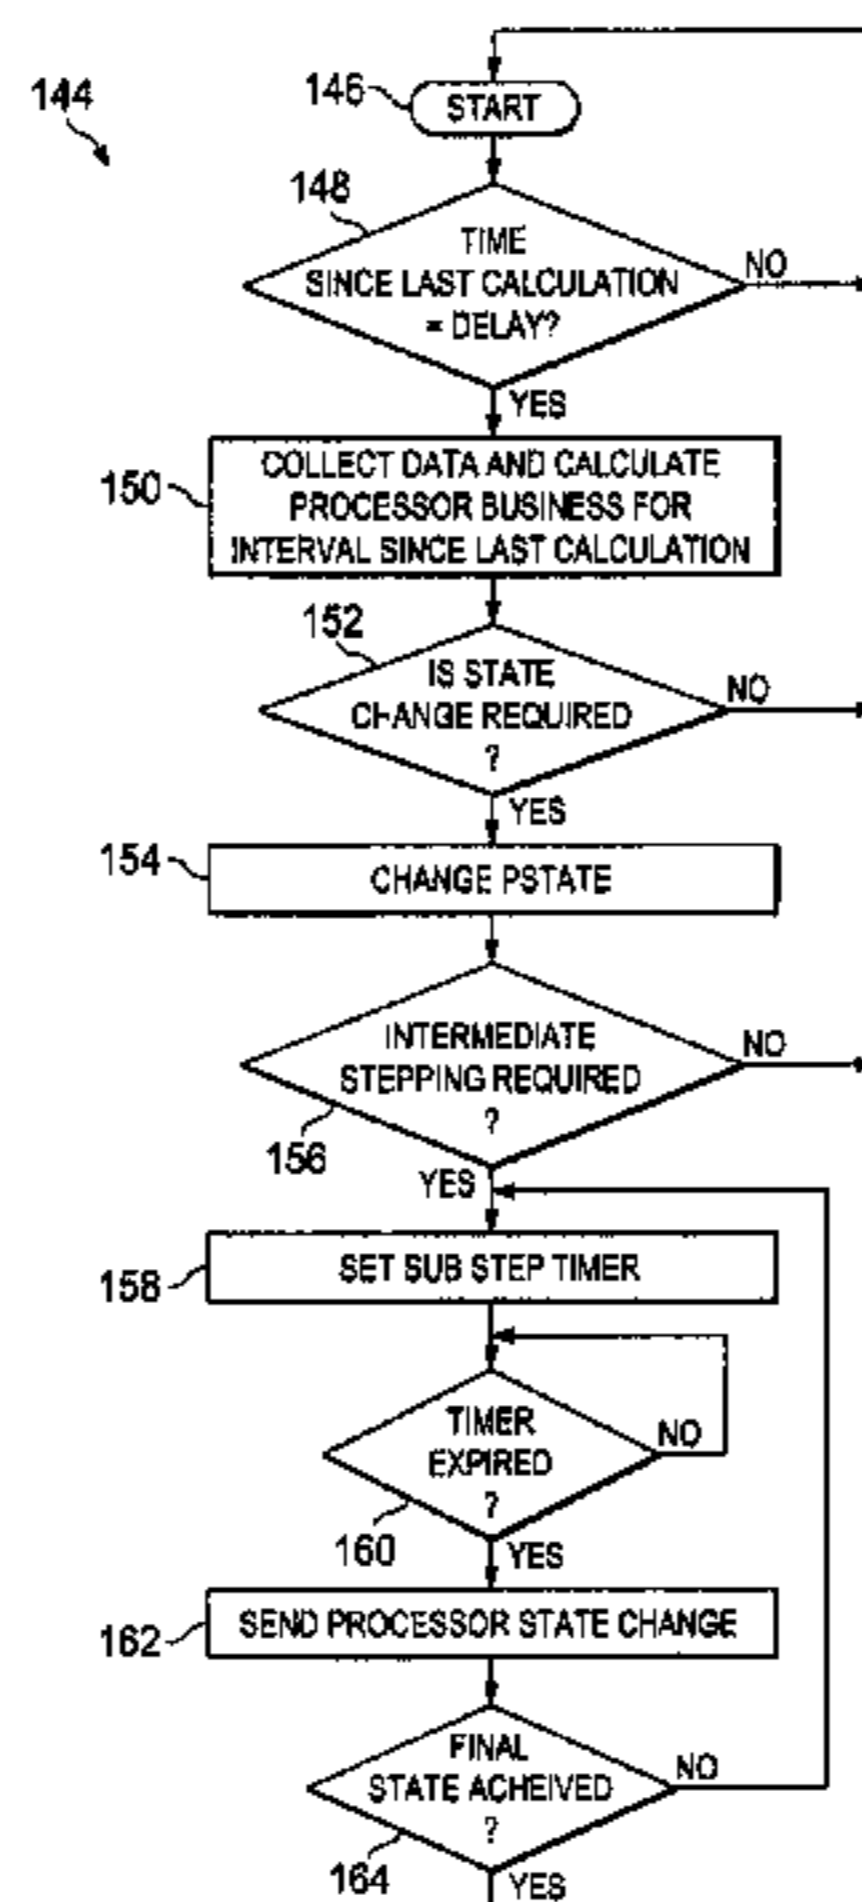 144
146
START
148
TIME
SINCE LAST CALCULATION
= DELAY?
NO
YES
150
COLLECT DATA AND CALCULATE
PROCESSOR BUSINESS FOR
INTERVAL SINCE LAST CALCULATION
152
IS STATE
CHANGE REQUIRED
?
NO
YES
154
CHANGE PSTATE
INTERMEDIATE
STEPPING REQUIRED
?
NO
156
YES
158
SET SUB STEP TIMER
TIMER
EXPIRED
?
NO
160
YES
162
SEND PROCESSOR STATE CHANGE
FINAL
STATE ACHEIVED
?
NO
164
YES